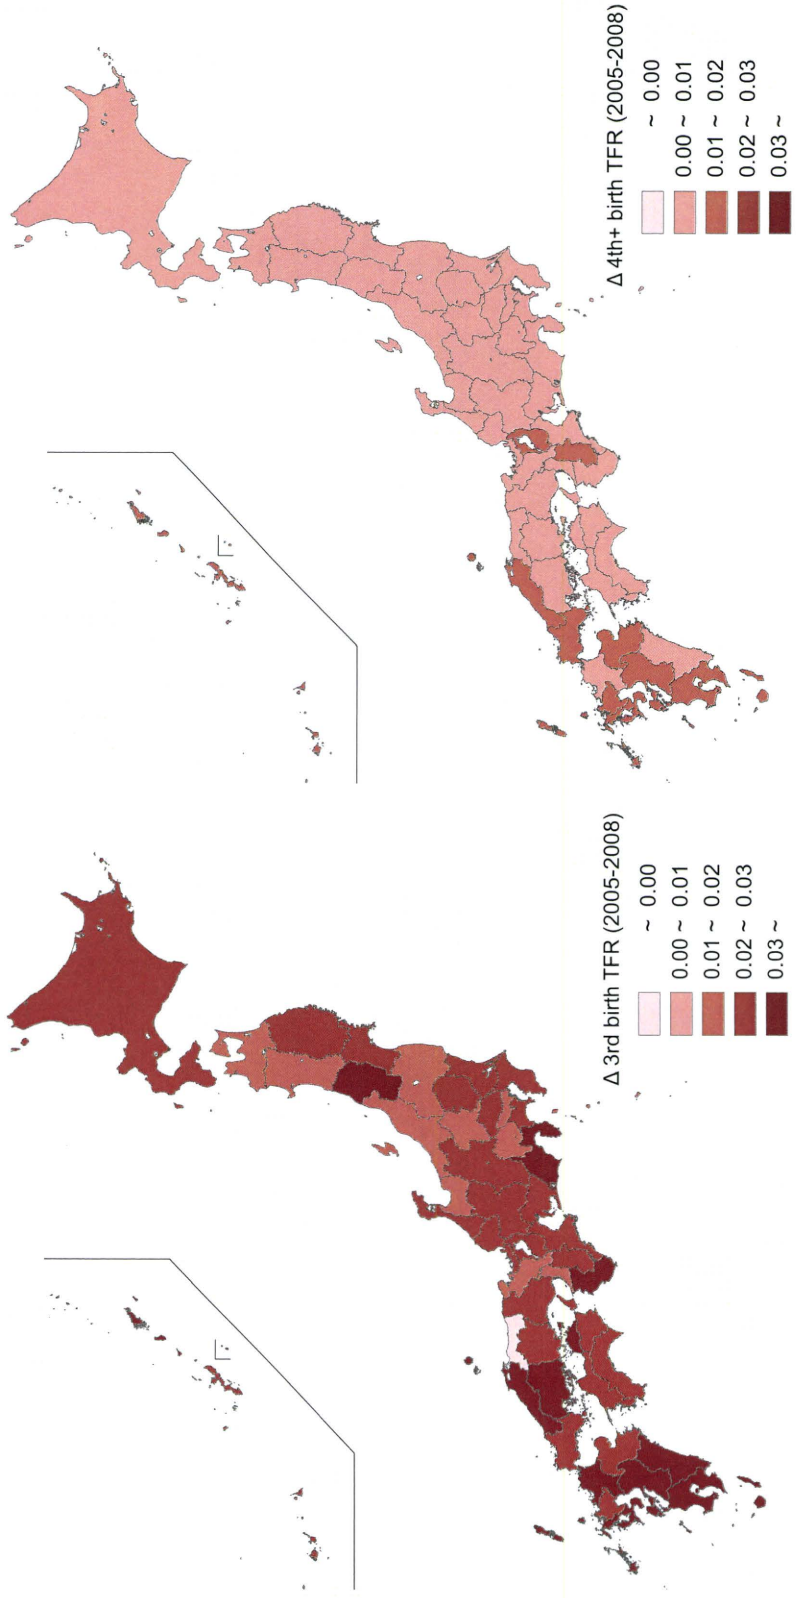 Δ 4th+ birth TFR (2005-2008)
~ 0.00
0.00 ~ 0.01
0.01 ~ 0.02
0.02 ~ 0.03
0.03 ~
Δ 3rd birth TFR (2005-2008)
~ 0.00
0.00 ~ 0.01
0.01 ~ 0.02
0.02 ~ 0.03
0.03 ~